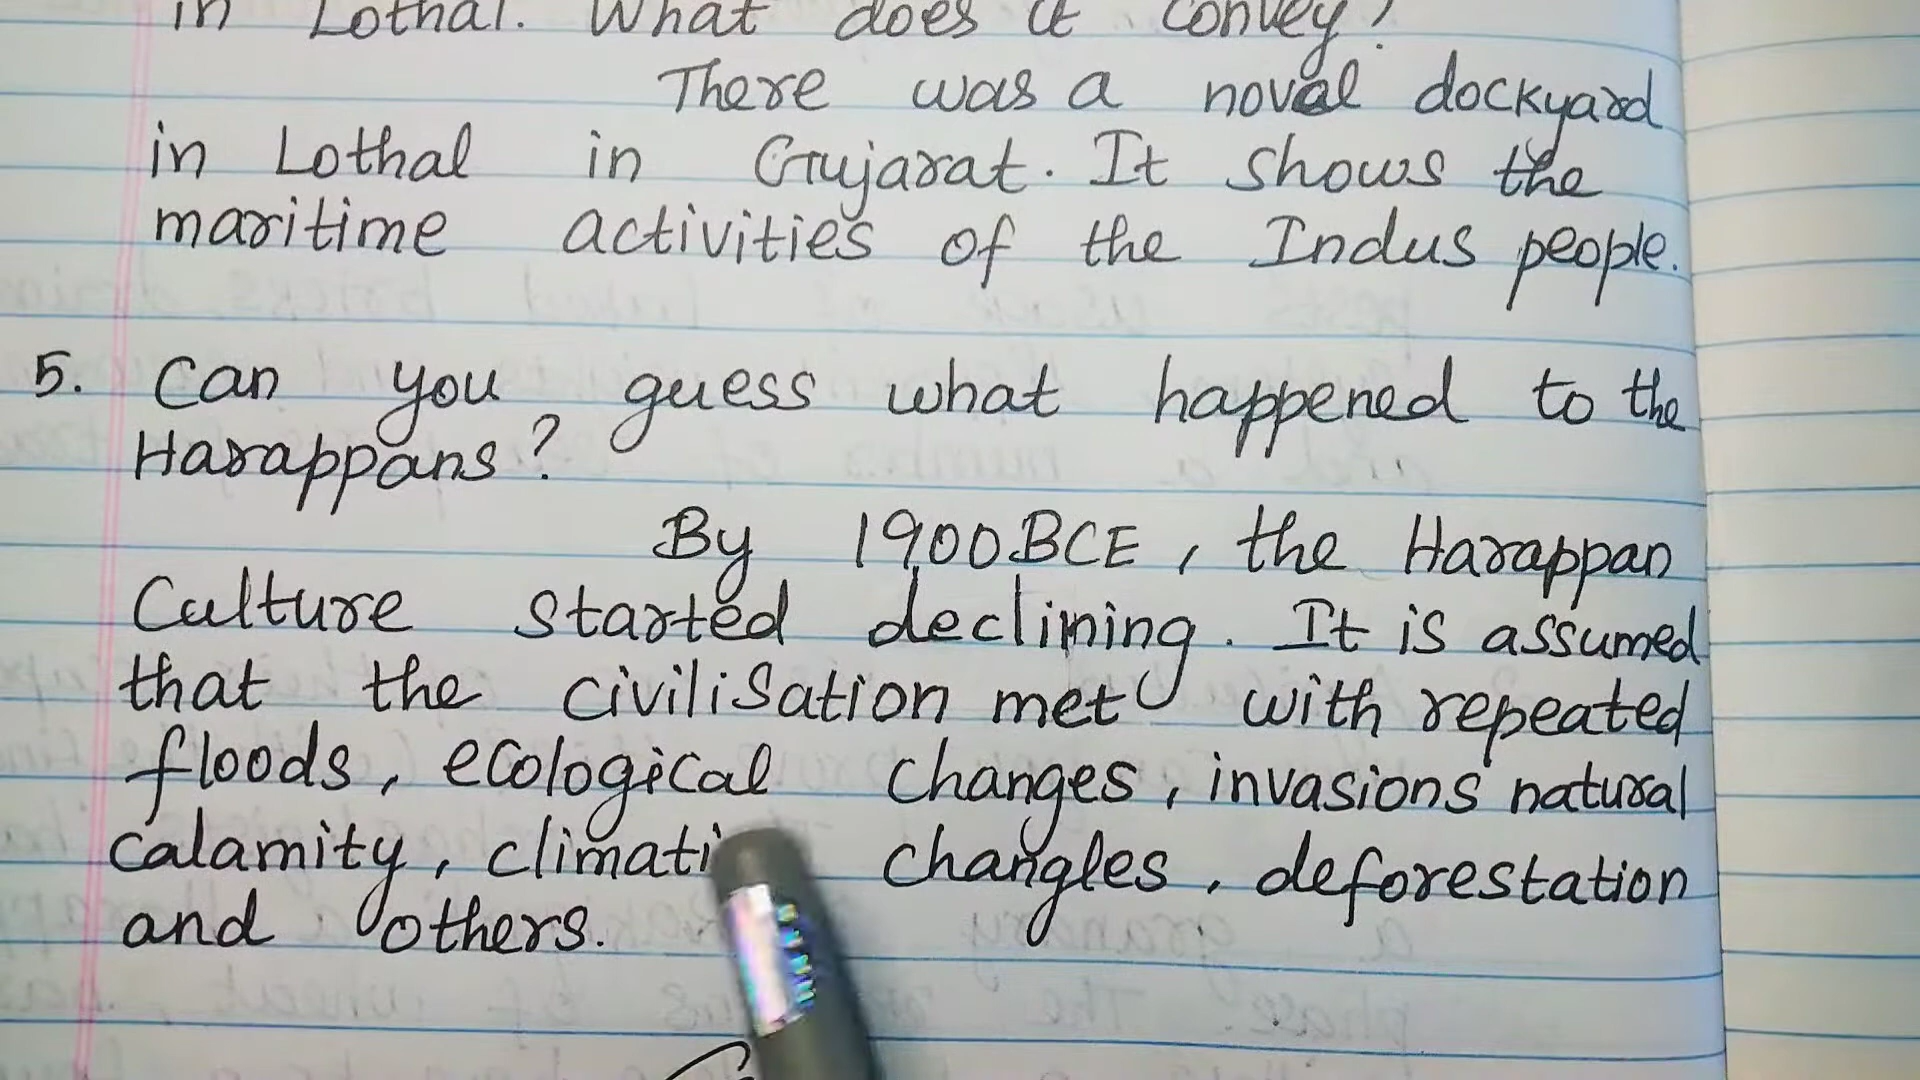 in Lothal. What does it convey?
There was a noval dockyard
in Lothal in Gujarat. It shows the
maritime activities of the Indus people.
5. Can you guess what happened to the
Harappans?
By 1900 BCE, the Harappan
Culture started declining. It is assumed
that the civilisation met with repeated
floods, ecological changes, invasions natural
calamity, climati changles, deforestation
and others.